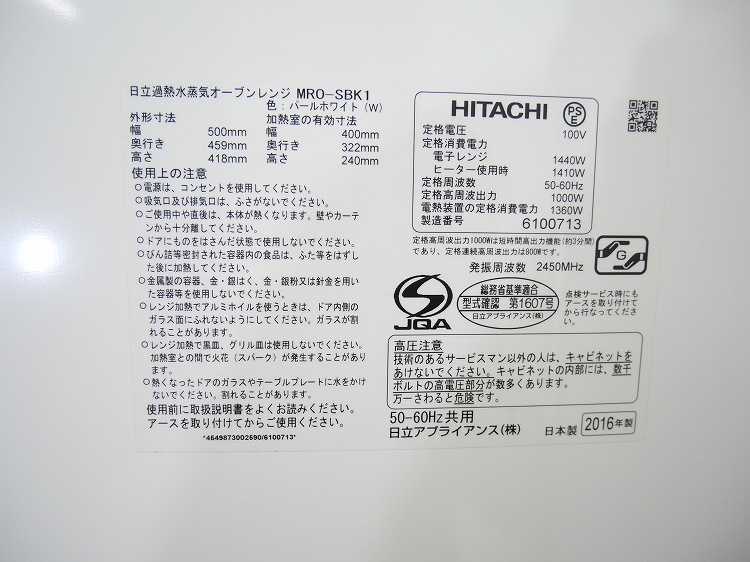 日立過熱水蒸気オーブンレンジ MRO-SBK1
色:パールホワイト(W)
外形寸法 加熱室の有効寸法
幅 500mm 幅 400mm
奥行き 459mm 奥行き 322mm
高さ 418mm 高さ 240mm
使用上の注意
○電源は、コンセントを使用してください。
○吸気口及び排気口は、ふさがないでください。
○ご使用中や直後は、本体が熱くなります。壁やカーテ
ンから十分離してください。
○ドアにものをはさんだ状態で使用しないでください。
○びん詰等密封された容器内の食品は、ふた等をはずし
た後に加熱してください。
○金属製の容器、金・銀はく、金・銀粉又は針金を用い
た容器等を使用しないでください。
○レンジ加熱でアルミホイルを使うときは、ドア内側の
ガラス面にふれないようにしてください。ガラスが割
れることがあります。
○レンジ加熱で黒皿、グリル皿は使用しないでください。
加熱室との間で火花(スパーク)が発生することがあり
ます。
○熱くなったドアのガラスやテーブルプレートに水をかけ
ないでください。割れることがあります。
使用前に取扱説明書をよくお読みください。
アースを取り付けてからご使用ください。
*4549873002590/6100713*
HITACHI
PSE
定格電圧 100V
定格消費電力
電子レンジ 1440W
ヒーター使用時 1410W
定格周波数 50-60Hz
定格高周波出力 1000W
電熱装置の定格消費電力 1360W
製造番号 6100713
定格高周波出力1000Wは短時間高出力機能(約3分間)
であり、定格連続高周波出力は800Wです。
発振周波数 2450MHz
G
点検サービス時にも
アースを取り付けて
から行なってください。
S
JQA
総務省基準適合
型式確認 第1607号
日立アプライアンス(株)
高圧注意
技術のあるサービスマン以外の人は、キャビネットを
あけないでください。キャビネットの内部には、数千
ボルトの高電圧部分が数多くあります。
万一さわると危険です。
50-60Hz共用
日立アプライアンス(株) 日本製 2016年製